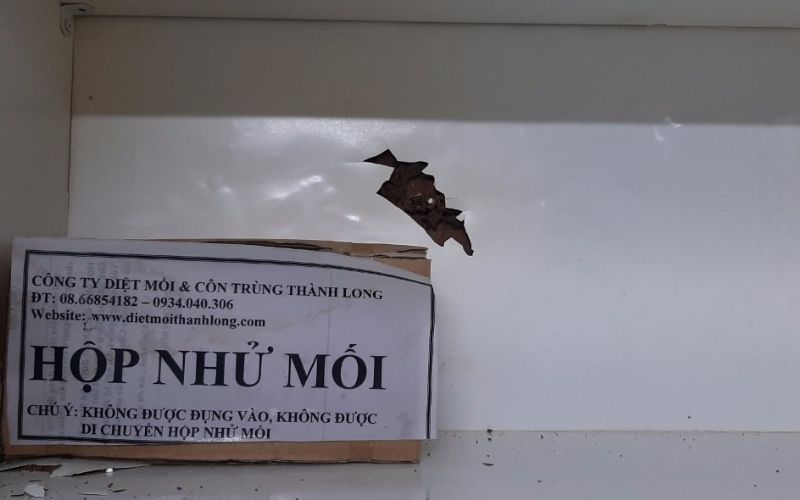 CÔNG TY DIỆT MỐI & CÔN TRÙNG THÀNH LONG
ĐT: 08.66854182 – 0934.040.306
Website: www.dietmoithanhlong.com
HỘP NHỬ MỐI
CHÚ Ý: KHÔNG ĐƯỢC ĐỤNG VÀO, KHÔNG ĐƯỢC
DI CHUYỂN HỘP NHỬ MỐI